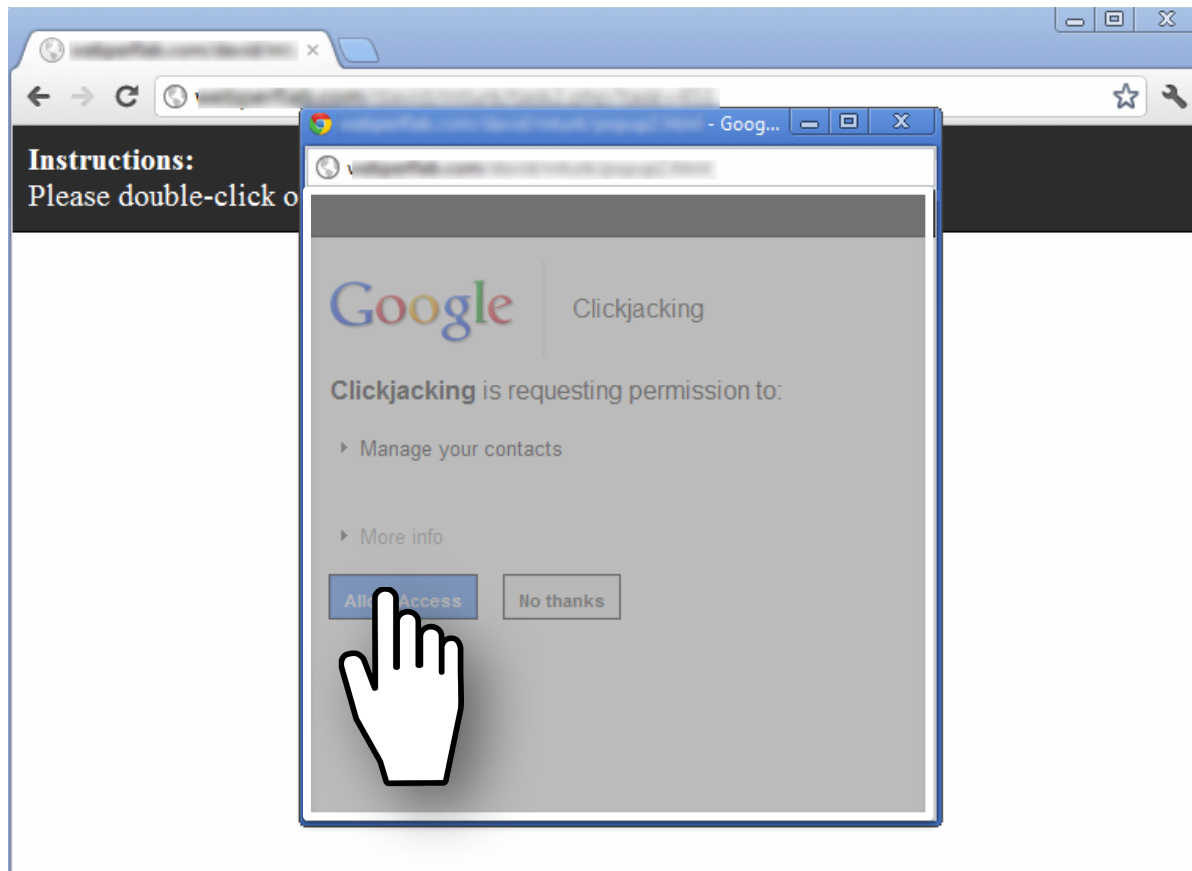 Instructions:
Please double-click o
- Goog...
Google
Clickjacking
Clickjacking is requesting permission to:
Manage your contacts
More info
Access
No thanks